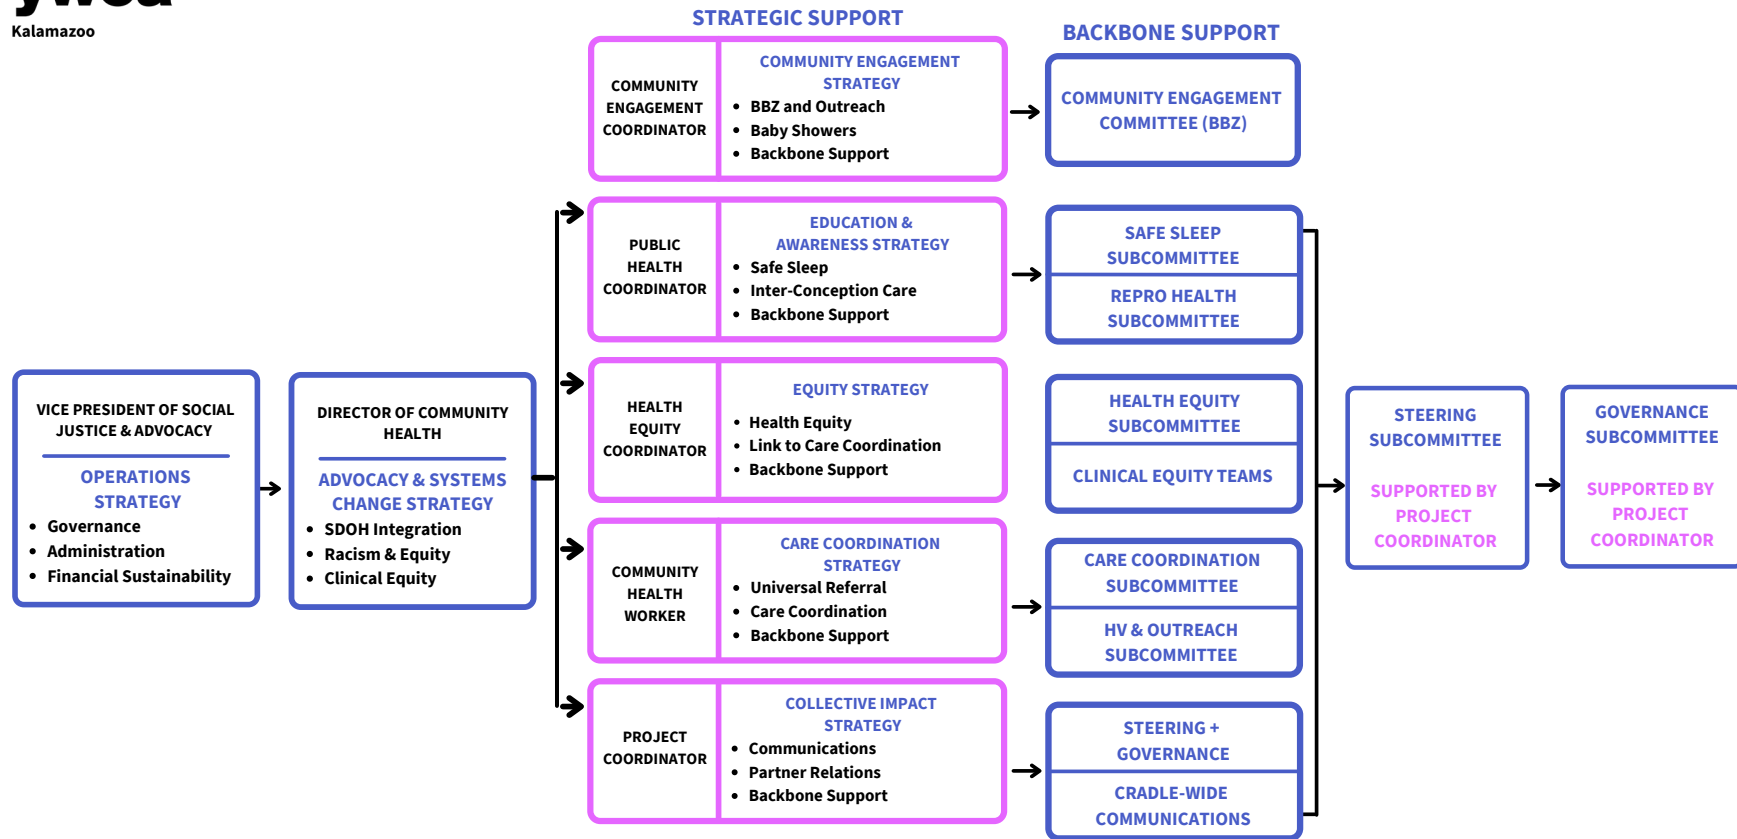 ywca
Kalamazoo
STRATEGIC SUPPORT
BACKBONE SUPPORT
COMMUNITY
ENGAGEMENT
COORDINATOR
COMMUNITY ENGAGEMENT
STRATEGY
• BBZ and Outreach
• Baby Showers
• Backbone Support
COMMUNITY ENGAGEMENT
COMMITTEE (BBZ)
PUBLIC
HEALTH
COORDINATOR
EDUCATION &
AWARENESS STRATEGY
• Safe Sleep
• Inter-Conception Care
• Backbone Support
SAFE SLEEP
SUBCOMMITTEE
REPRO HEALTH
SUBCOMMITTEE
VICE PRESIDENT OF SOCIAL
JUSTICE & ADVOCACY
OPERATIONS
STRATEGY
• Governance
• Administration
• Financial Sustainability
DIRECTOR OF COMMUNITY
HEALTH
ADVOCACY & SYSTEMS
CHANGE STRATEGY
• SDOH Integration
• Racism & Equity
• Clinical Equity
HEALTH
EQUITY
COORDINATOR
EQUITY STRATEGY
• Health Equity
• Link to Care Coordination
• Backbone Support
HEALTH EQUITY
SUBCOMMITTEE
CLINICAL EQUITY TEAMS
STEERING
SUBCOMMITTEE
SUPPORTED BY
PROJECT
COORDINATOR
GOVERNANCE
SUBCOMMITTEE
SUPPORTED BY
PROJECT
COORDINATOR
COMMUNITY
HEALTH
WORKER
CARE COORDINATION
STRATEGY
• Universal Referral
• Care Coordination
• Backbone Support
CARE COORDINATION
SUBCOMMITTEE
HV & OUTREACH
SUBCOMMITTEE
PROJECT
COORDINATOR
COLLECTIVE IMPACT
STRATEGY
• Communications
• Partner Relations
• Backbone Support
STEERING +
GOVERNANCE
CRADLE-WIDE
COMMUNICATIONS